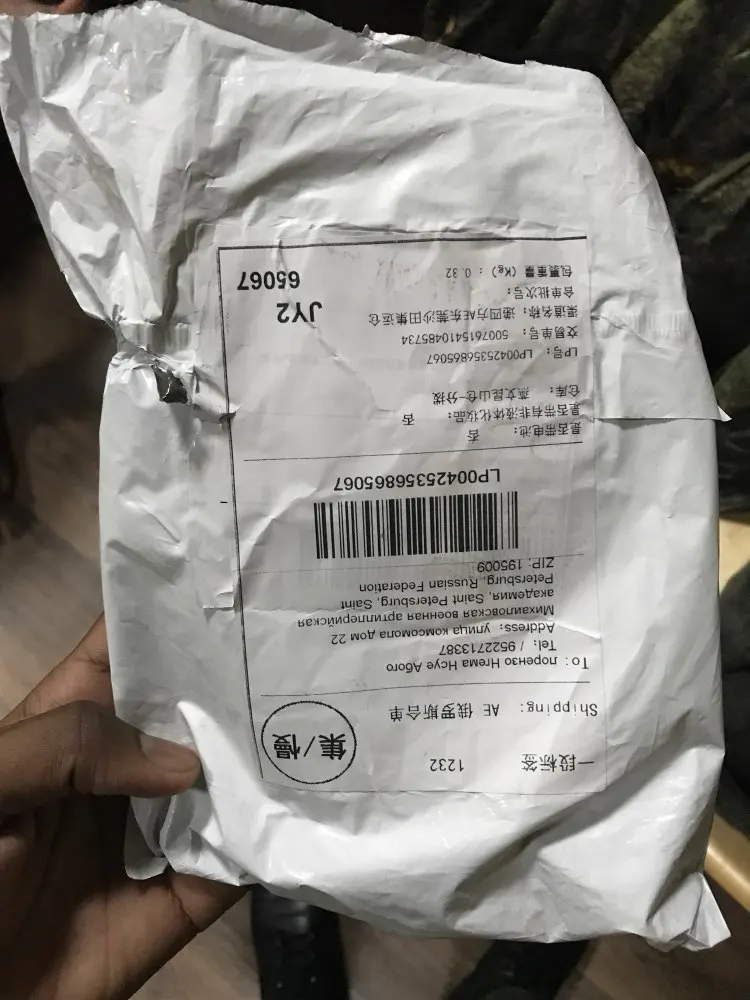 一段标签 1232
集/慢
Shipping: AE 俄罗斯合单
To: лорензо Нгема Нсуе Абого
Tel: / 9522713387
Address: улица комсомола дом 22
Михаиловская военная артиллерийская
академия, Saint Petersburg, Saint
Petersburg, Russian Federation
ZIP: 195009
LP00425356865067
是否带电池: 否
是否带有非液体化妆品: 否
仓库: 燕文昆山仓-分拨
LP号: LP00425356865067
交易单号: 5007615410485734
渠道名称: 递四方AE东莞沙田集运仓
合单批次号:
包裹重量 (Kg) : 0.32
JY2
65067